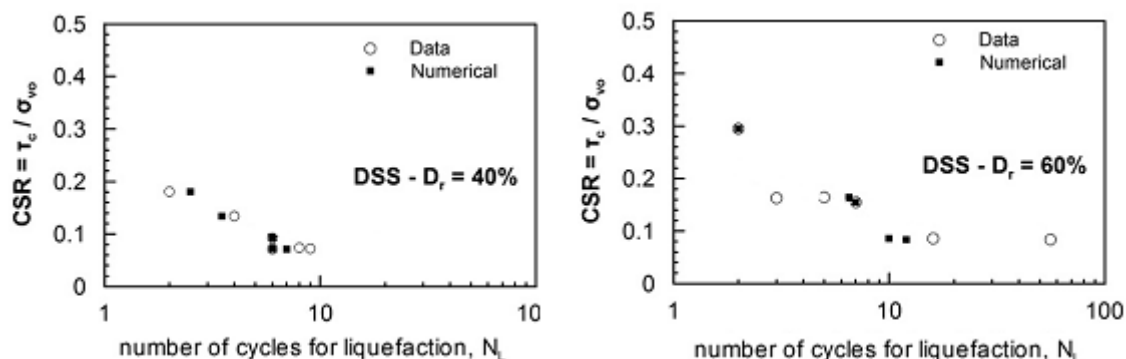 0.5
0.4
0.3
0.2
0.1
0
CSR = τc / σvo
Data
Numerical
DSS - Dr = 40%
1
10
10
number of cycles for liquefaction, NL
0.5
0.4
0.3
0.2
0.1
0
CSR = τc / σvo
Data
Numerical
DSS - Dr = 60%
1
10
100
number of cycles for liquefaction, NL